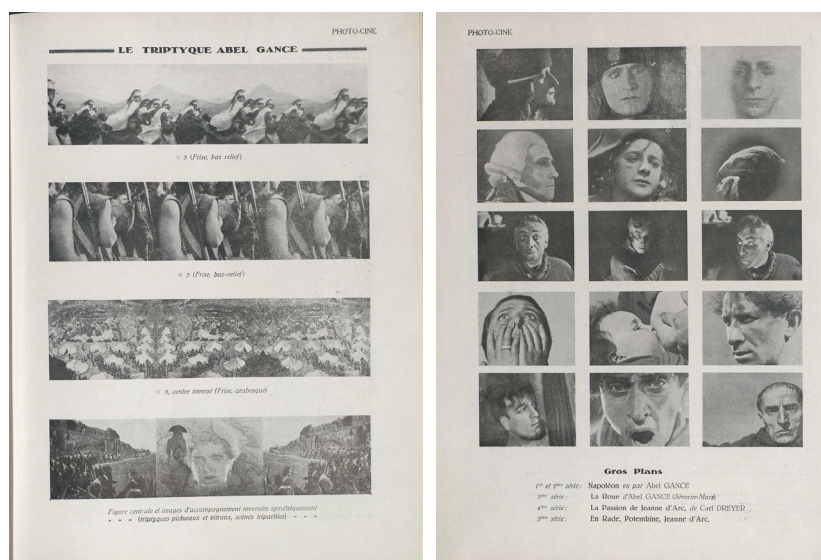 PHOTO-CINE
LE TRIPTYQUE ABEL GANCE
× 3 (Frise, bas relief)
× 3 (Frise, bas-relief)
× 3, centre inversé (Frise, arabesque)
Figure centrale et images d'accompagnement inversées symétriquement
- - - (triptyques picturaux et vitraux, scènes tripartites) - - -
PHOTO-CINE
Gros Plans
1re et 2me série: Napoléon vu par Abel GANCE
3me série: La Roue d'Abel GANCE (Séverin-Mars)
4me série: La Passion de Jeanne d'Arc, de Carl DREYER
5me série: En Rade, Potemkine, Jeanne d'Arc.